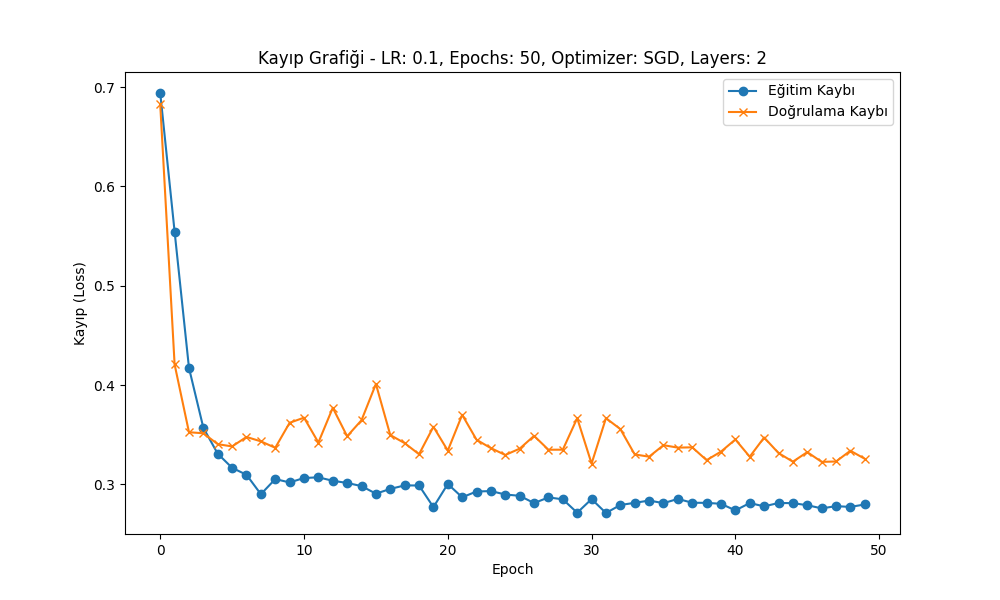 Kayıp Grafiği - LR: 0.1, Epochs: 50, Optimizer: SGD, Layers: 2
Eğitim Kaybı
Doğrulama Kaybı
Kayıp (Loss)
0.7
0.6
0.5
0.4
0.3
0 10 20 30 40 50
Epoch